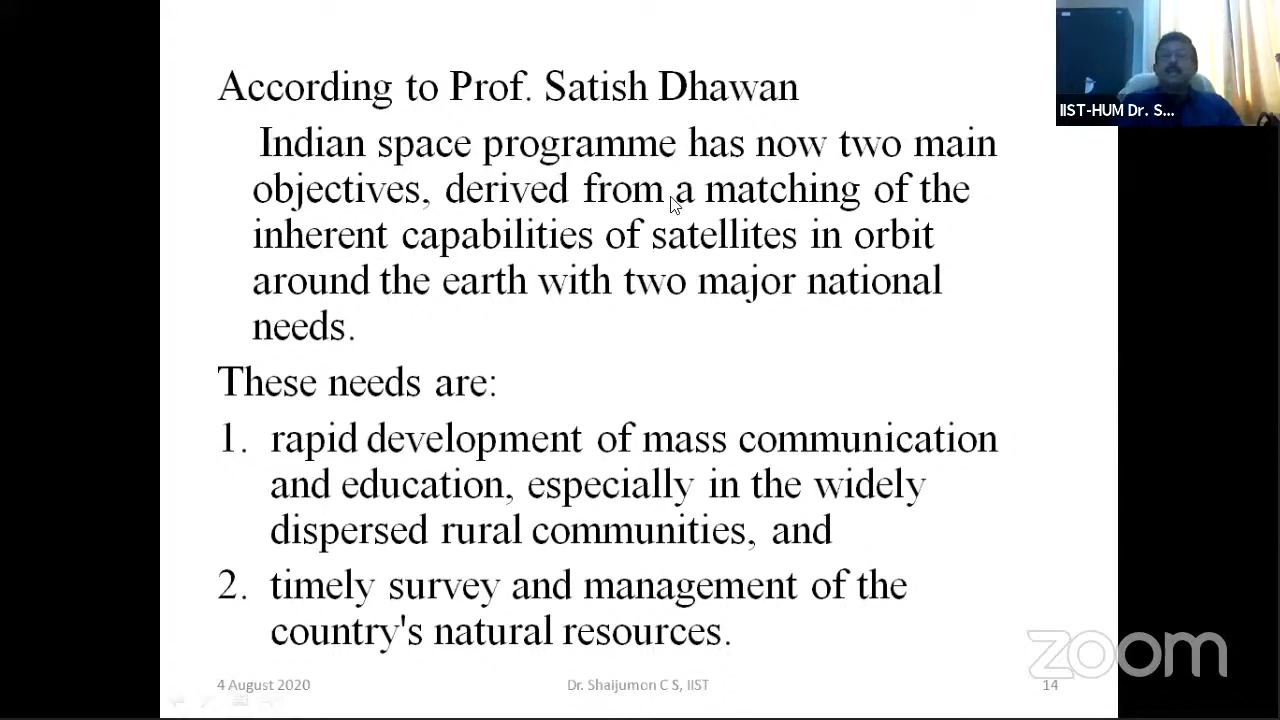 According to Prof. Satish Dhawan
Indian space programme has now two main
objectives, derived from a matching of the
inherent capabilities of satellites in orbit
around the earth with two major national
needs.
These needs are:
1. rapid development of mass communication
and education, especially in the widely
dispersed rural communities, and
2. timely survey and management of the
country's natural resources.
4 August 2020
Dr. Shaijumon C S, IIST
14
IIST-HUM Dr. S...
zoom